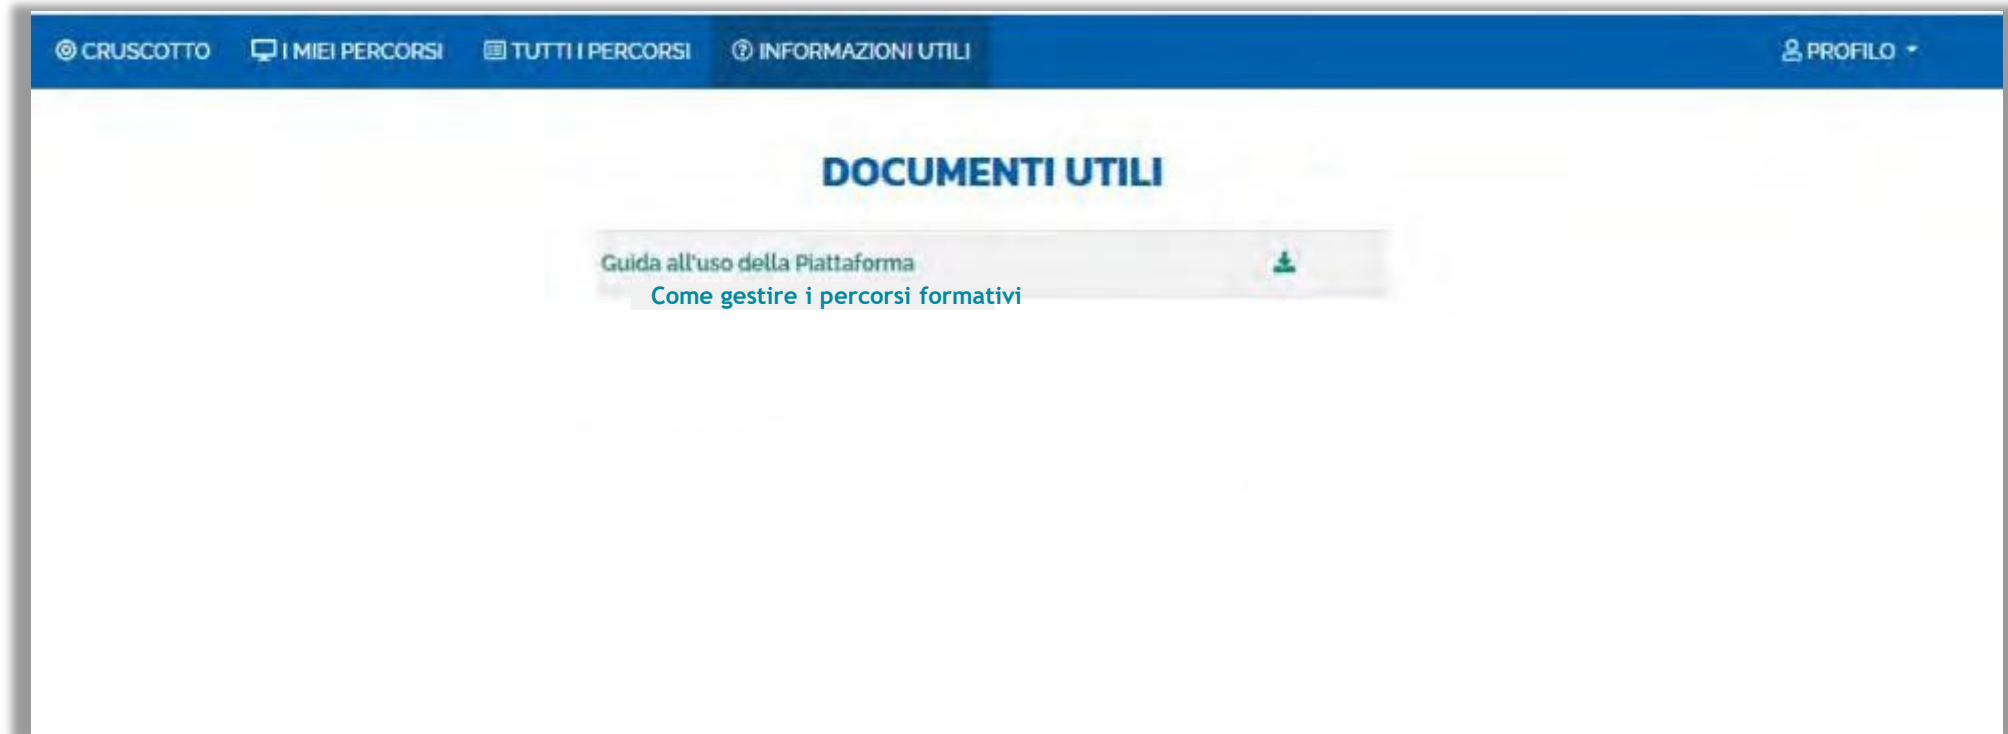 CRUSCOTTO I MIEI PERCORSI TUTTI I PERCORSI INFORMAZIONI UTILI PROFILO
DOCUMENTI UTILI
Guida all'uso della Piattaforma
Come gestire i percorsi formativi